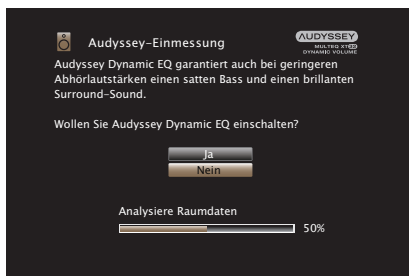 Audyssey-Einmessung
AUDYSSEY
MULTEQ XT32
DYNAMIC VOLUME
Audyssey Dynamic EQ garantiert auch bei geringeren
Abhörlautstärken einen satten Bass und einen brillanten
Surround-Sound.
Wollen Sie Audyssey Dynamic EQ einschalten?
Ja
Nein
Analysiere Raumdaten
50%